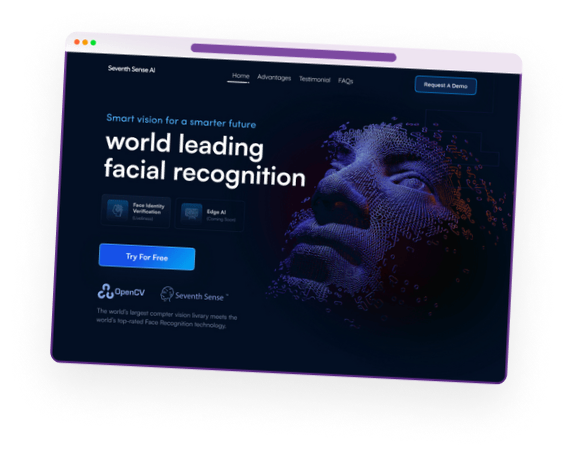 Seventh Sense AI
Home Advantages Testimonial FAQs
Request A Demo
Smart vision for a smarter future
world leading
facial recognition
Face Identity
Verification
Edge AI
(Coming Soon)
Try For Free
OpenCV
Seventh Sense
The world's largest compter vision livrary meets the
world's top-rated Face Recognition technology.